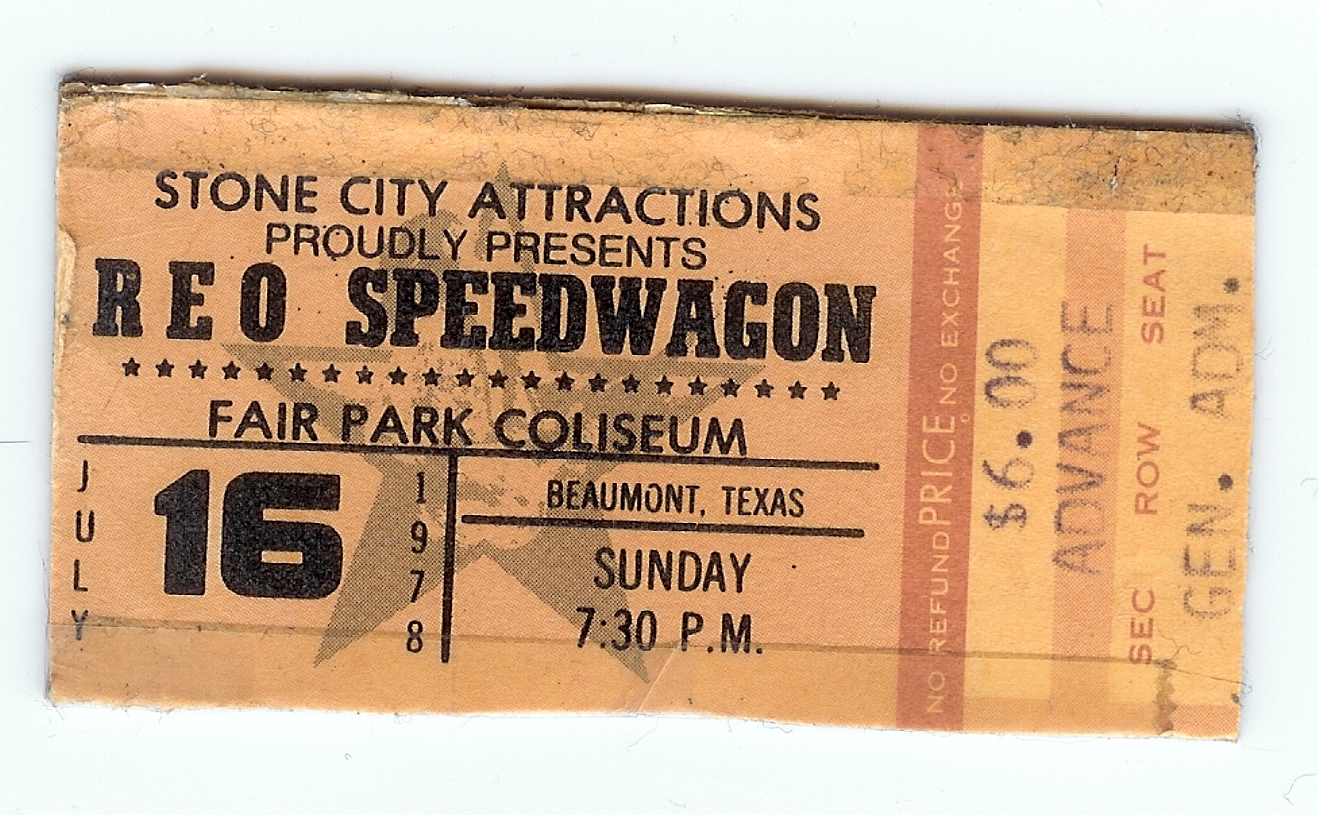 STONE CITY ATTRACTIONS
PROUDLY PRESENTS
REO SPEEDWAGON
FAIR PARK COLISEUM
JULY
16
1978
BEAUMONT, TEXAS
SUNDAY
7:30 P.M.
NO REFUND PRICE NO EXCHANGE
$6.00
ADVANCE
SEC ROW SEAT
GEN. ADM.